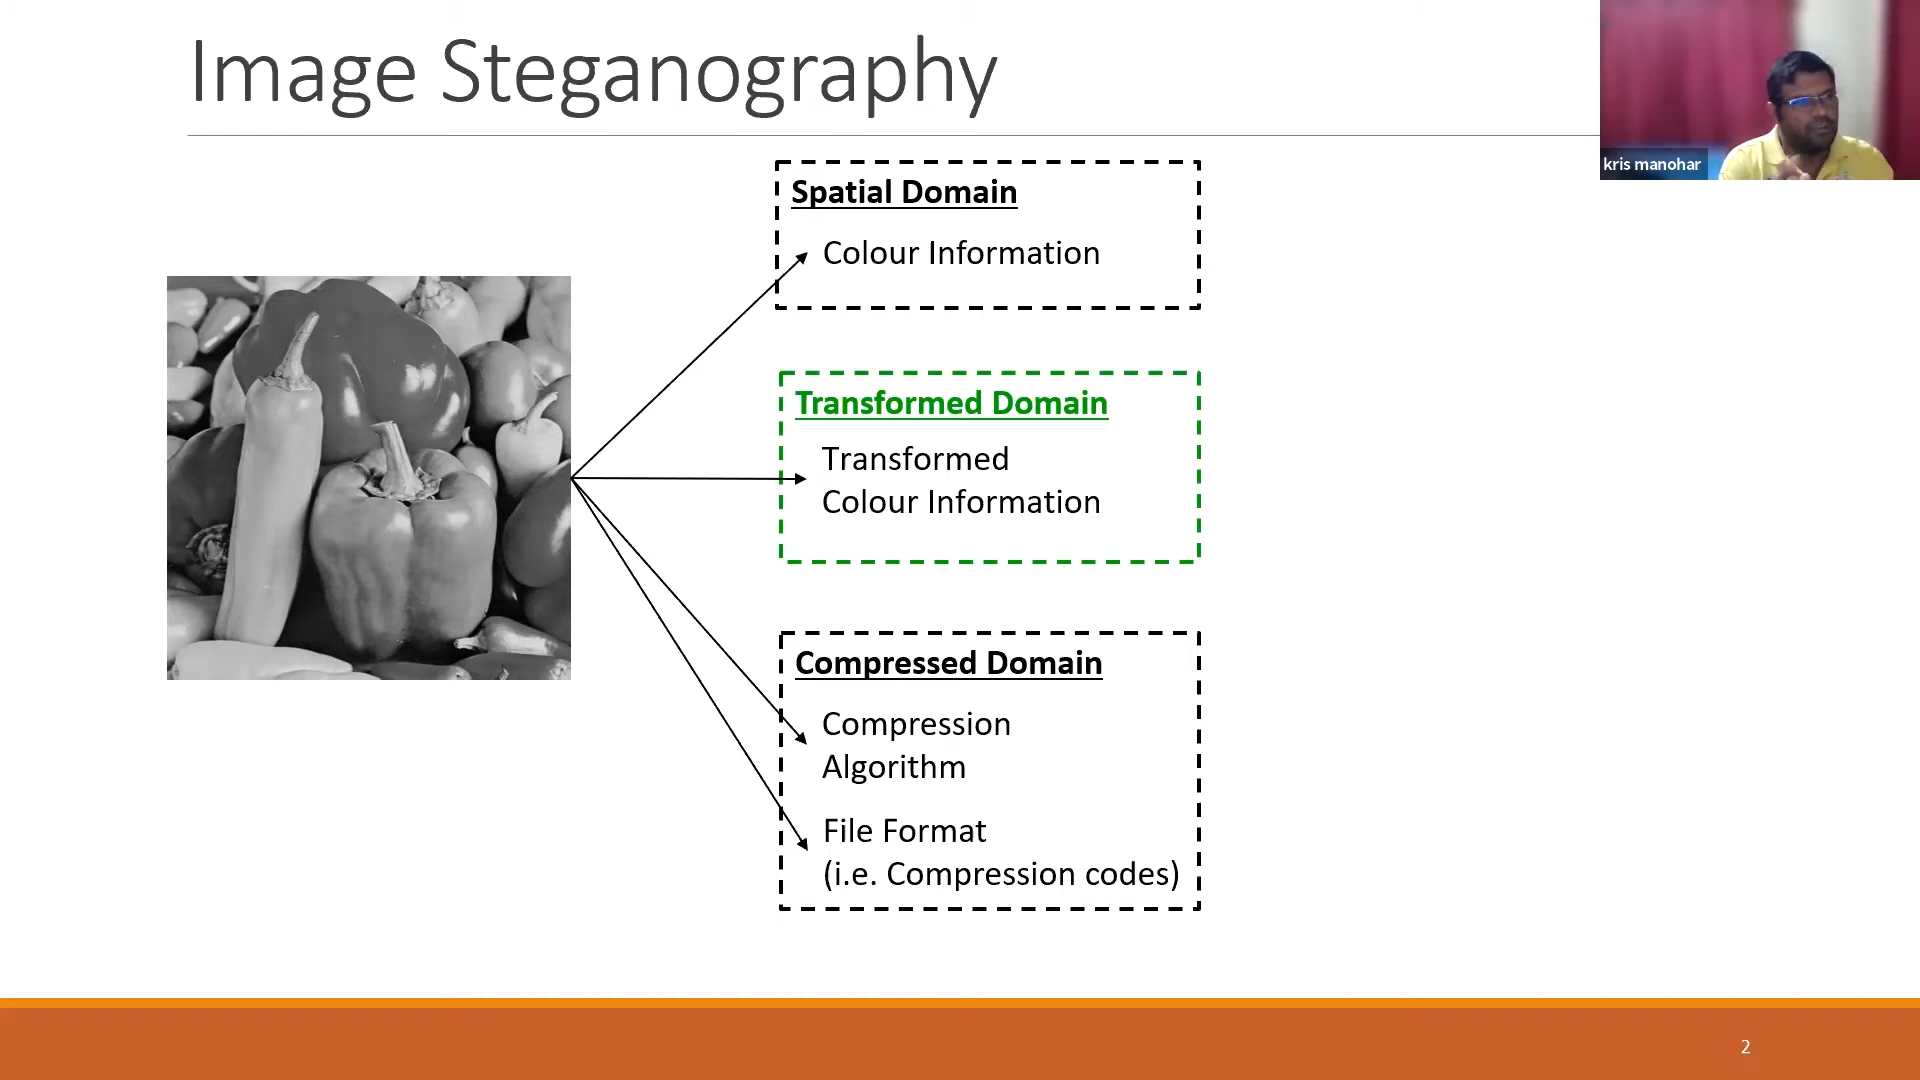 Image Steganography
kris manohar
Spatial Domain
Colour Information
Transformed Domain
Transformed
Colour Information
Compressed Domain
Compression
Algorithm
File Format
(i.e. Compression codes)
2